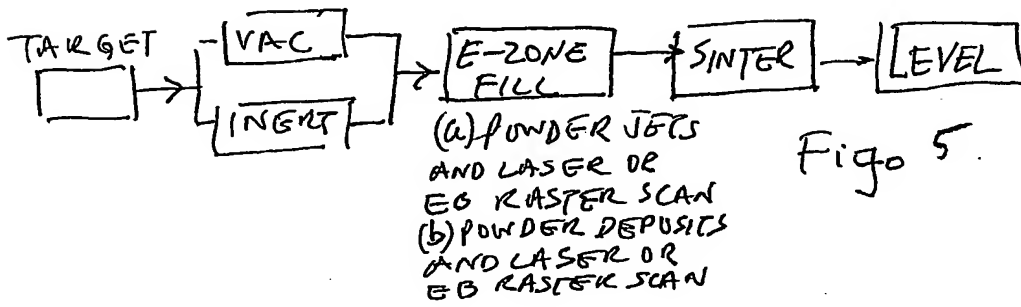 TARGET
VAC
INERT
E-ZONE
FILL
SINTER
LEVEL
(a) POWDER JETS
AND LASER OR
EB RASTER SCAN
(b) POWDER DEPOSITS
AND LASER OR
EB RASTER SCAN
Fig. 5.